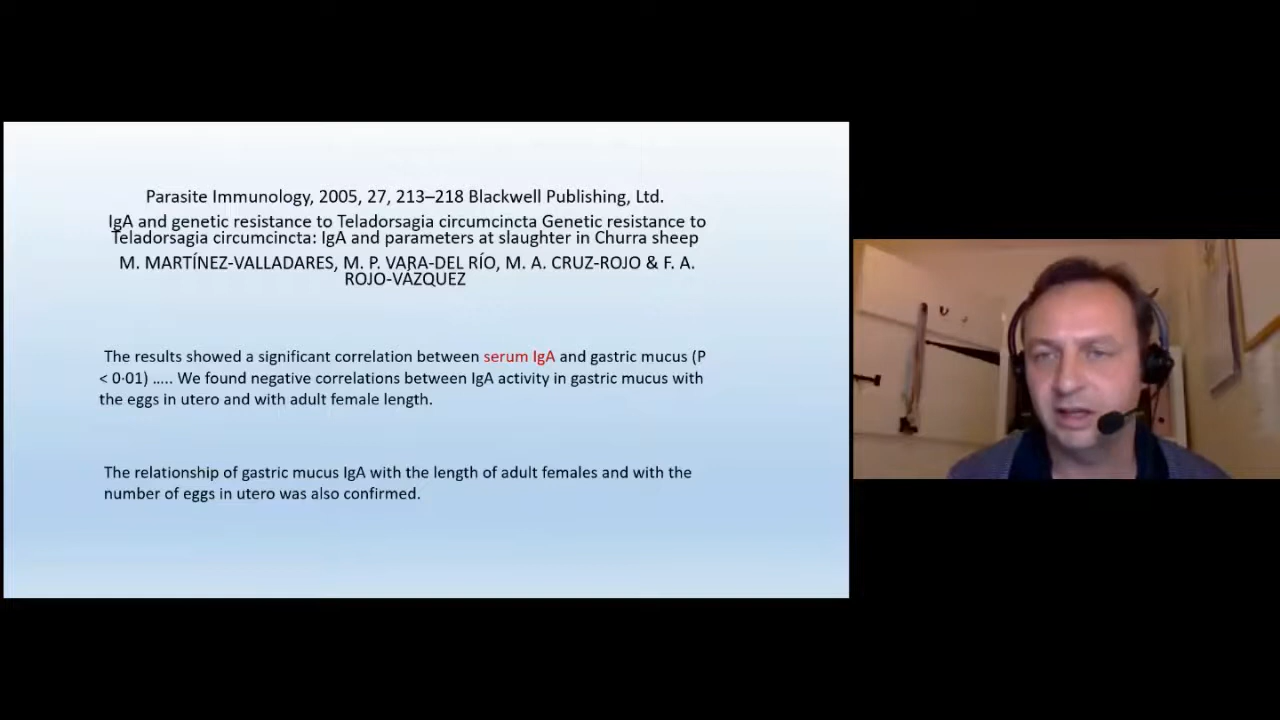 Parasite Immunology, 2005, 27, 213–218 Blackwell Publishing, Ltd.
IgA and genetic resistance to Teladorsagia circumcincta Genetic resistance to
Teladorsagia circumcincta: IgA and parameters at slaughter in Churra sheep
M. MARTÍNEZ-VALLADARES, M. P. VARA-DEL RÍO, M. A. CRUZ-ROJO & F. A.
ROJO-VAZQUEZ
The results showed a significant correlation between serum IgA and gastric mucus (P
< 0·01) ..... We found negative correlations between IgA activity in gastric mucus with
the eggs in utero and with adult female length.
The relationship of gastric mucus IgA with the length of adult females and with the
number of eggs in utero was also confirmed.